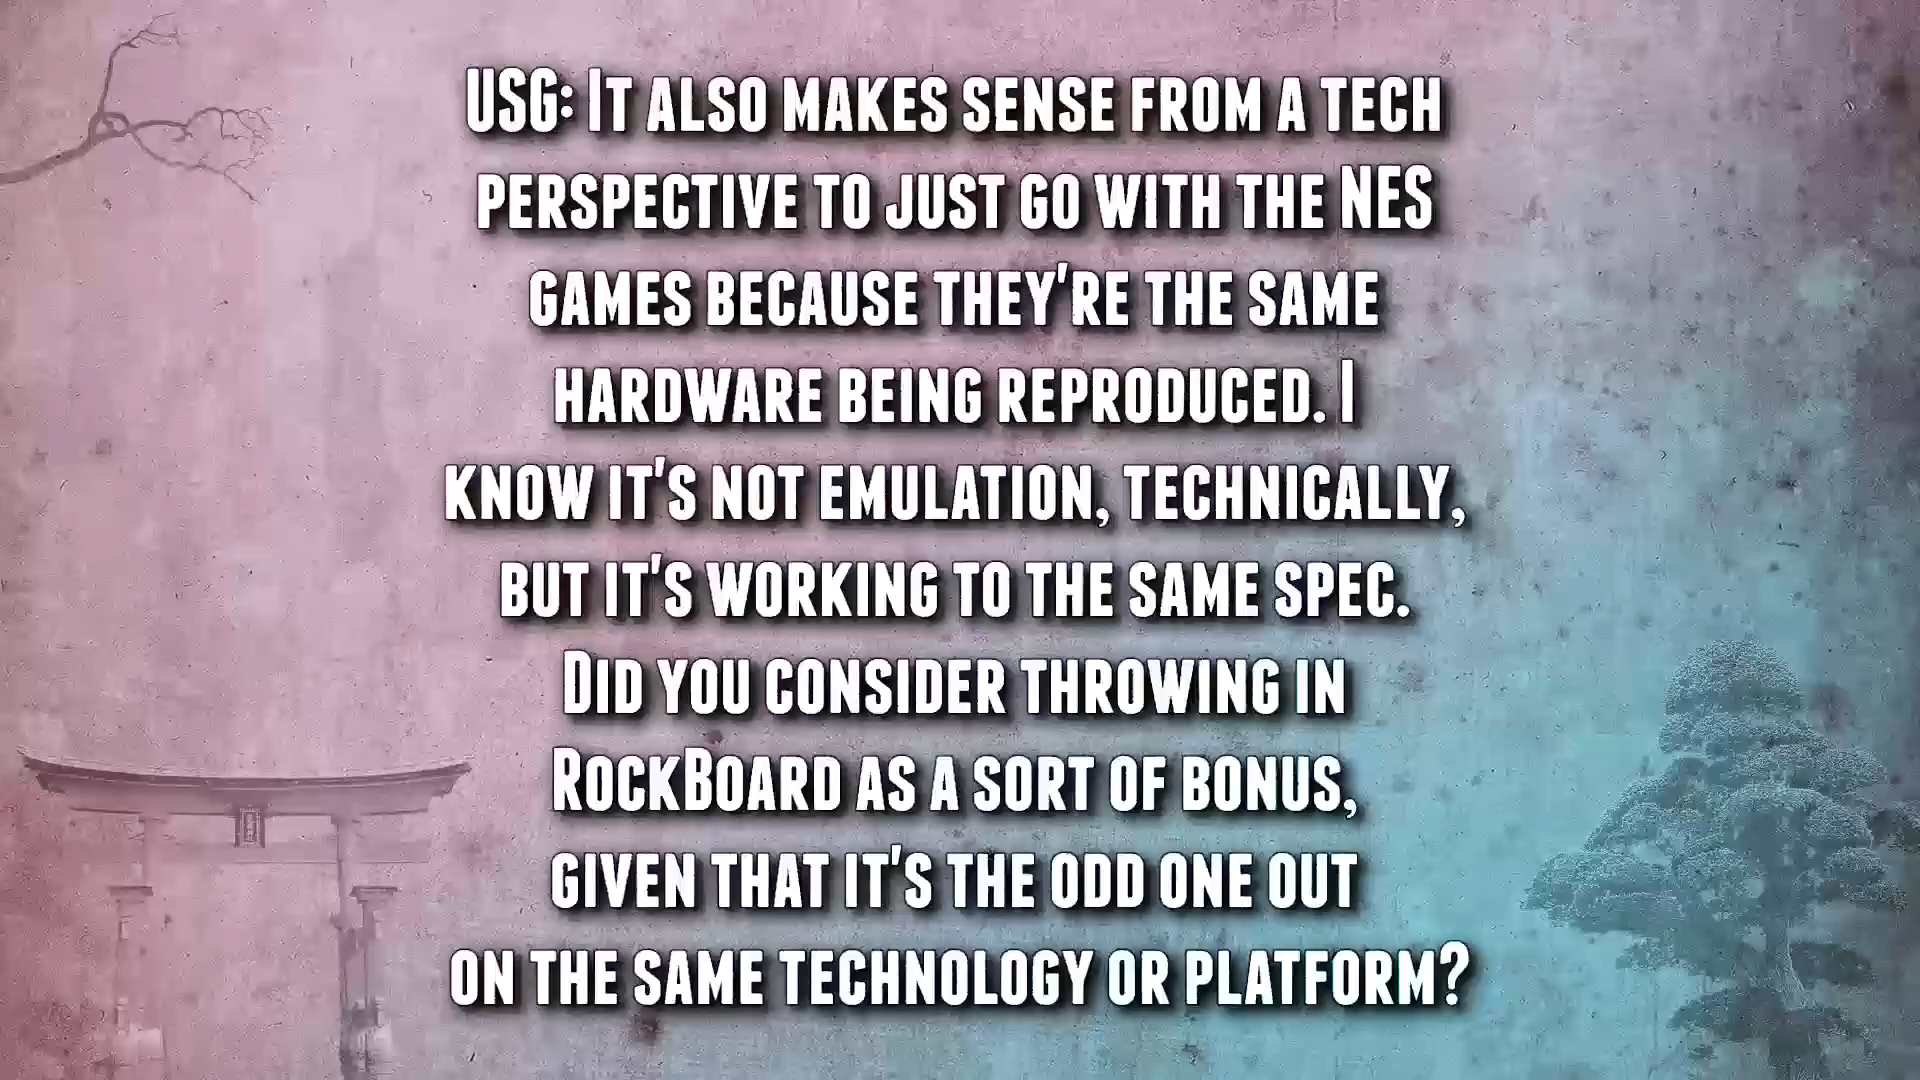 USG: It also makes sense from a tech
perspective to just go with the NES
games because they're the same
hardware being reproduced. I
know it's not emulation, technically,
but it's working to the same spec.
Did you consider throwing in
RockBoard as a sort of bonus,
given that it's the odd one out
on the same technology or platform?